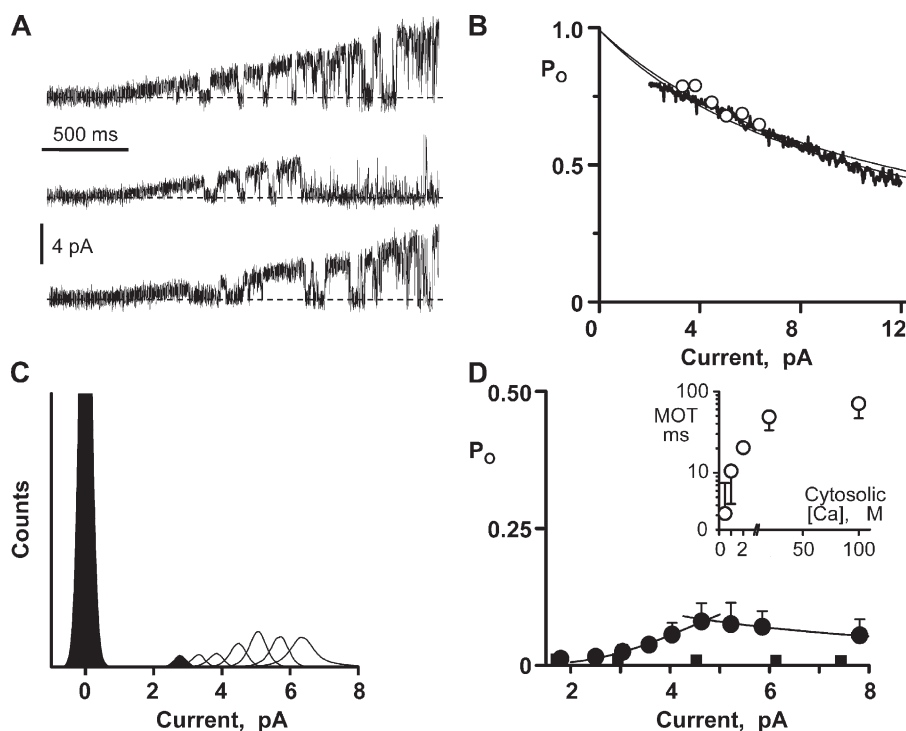 A
500 ms
4 pA
B
1.0
P_O
0.5
0
0 4 8 12
Current, pA
C
Counts
0 2 4 6 8
Current, pA
D
0.50
P_O
0.25
0
2 4 6 8
Current, pA
100
MOT
ms
10
0
Cytosolic
[Ca], M
0 2 50 100